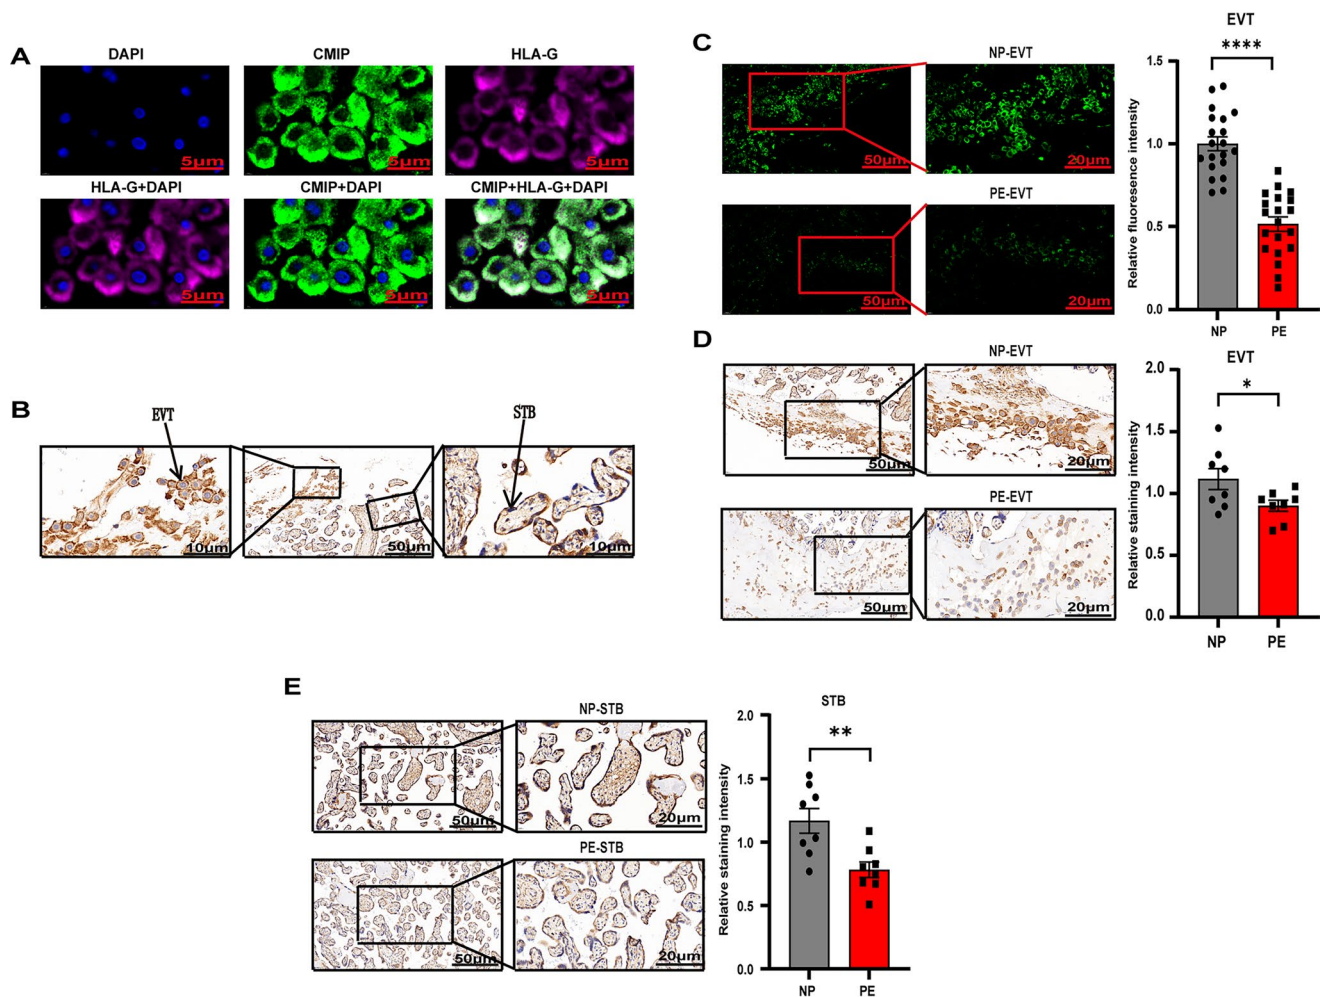 A
DAPI
CMIP
HLA-G
5μm
5μm
5μm
HLA-G+DAPI
CMIP+DAPI
CMIP+HLA-G+DAPI
5μm
5μm
5μm
B
EVT
STB
10μm
50μm
10μm
C
NP-EVT
50μm
20μm
PE-EVT
50μm
20μm
EVT
****
Relative fluoresence intensity
1.5
1.0
0.5
0.0
NP
PE
D
NP-EVT
50μm
20μm
PE-EVT
50μm
20μm
EVT
*
Relative staining intensity
2.0
1.5
1.0
0.5
0.0
NP
PE
E
NP-STB
50μm
20μm
PE-STB
50μm
20μm
STB
**
Relative staining intensity
2.0
1.5
1.0
0.5
0.0
NP
PE